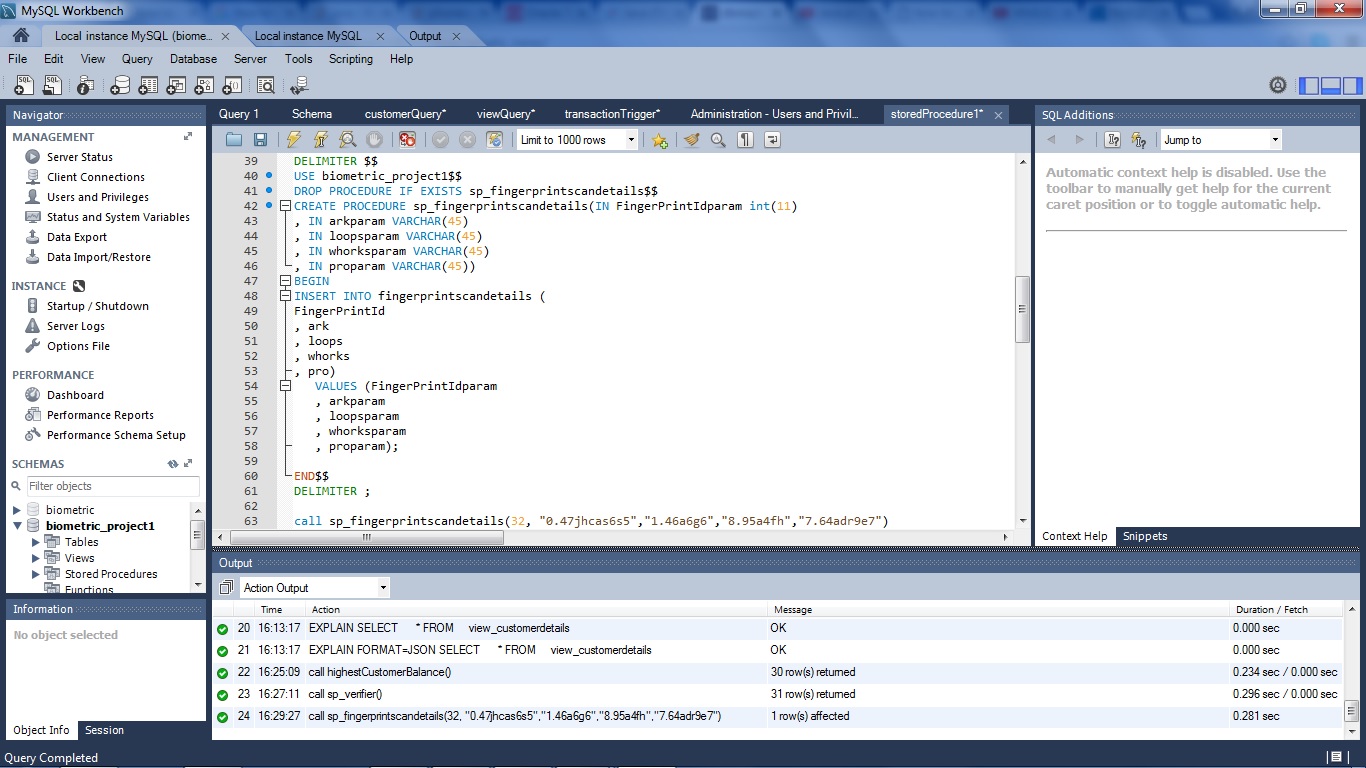 MySQL Workbench
Local instance MySQL (biome...
Local instance MySQL
Output
File Edit View Query Database Server Tools Scripting Help
Navigator
MANAGEMENT
Server Status
Client Connections
Users and Privileges
Status and System Variables
Data Export
Data Import/Restore
INSTANCE
Startup / Shutdown
Server Logs
Options File
PERFORMANCE
Dashboard
Performance Reports
Performance Schema Setup
SCHEMAS
Filter objects
biometric
biometric_project1
Tables
Views
Stored Procedures
Functions
Information
No object selected
Object Info Session
Query 1 Schema customerQuery* viewQuery* transactionTrigger* Administration - Users and Privil... storedProcedure1*
Limit to 1000 rows
39 DELIMITER $$
40 USE biometric_project1$$
41 DROP PROCEDURE IF EXISTS sp_fingerprintscandetails$$
42 CREATE PROCEDURE sp_fingerprintscandetails(IN FingerPrintIdparam int(11)
43 , IN arkparam VARCHAR(45)
44 , IN loopsparam VARCHAR(45)
45 , IN whorksparam VARCHAR(45)
46 , IN proparam VARCHAR(45))
47 BEGIN
48 INSERT INTO fingerprintscandetails (
49 FingerPrintId
50 , ark
51 , loops
52 , whorks
53 , pro)
54 VALUES (FingerPrintIdparam
55 , arkparam
56 , loopsparam
57 , whorksparam
58 , proparam);
59
60 END$$
61 DELIMITER ;
62
63 call sp_fingerprintscandetails(32, "0.47jhcas6s5","1.46a6g6","8.95a4fh","7.64adr9e7")
SQL Additions
Jump to
Automatic context help is disabled. Use the
toolbar to manually get help for the current
caret position or to toggle automatic help.
Context Help Snippets
Output
Action Output
Time Action Message Duration / Fetch
20 16:13:17 EXPLAIN SELECT * FROM view_customerdetails OK 0.000 sec
21 16:13:17 EXPLAIN FORMAT=JSON SELECT * FROM view_customerdetails OK 0.000 sec
22 16:25:09 call highestCustomerBalance() 30 row(s) returned 0.234 sec / 0.000 sec
23 16:27:11 call sp_verifier() 31 row(s) returned 0.296 sec / 0.000 sec
24 16:29:27 call sp_fingerprintscandetails(32, "0.47jhcas6s5","1.46a6g6","8.95a4fh","7.64adr9e7") 1 row(s) affected 0.281 sec
Query Completed